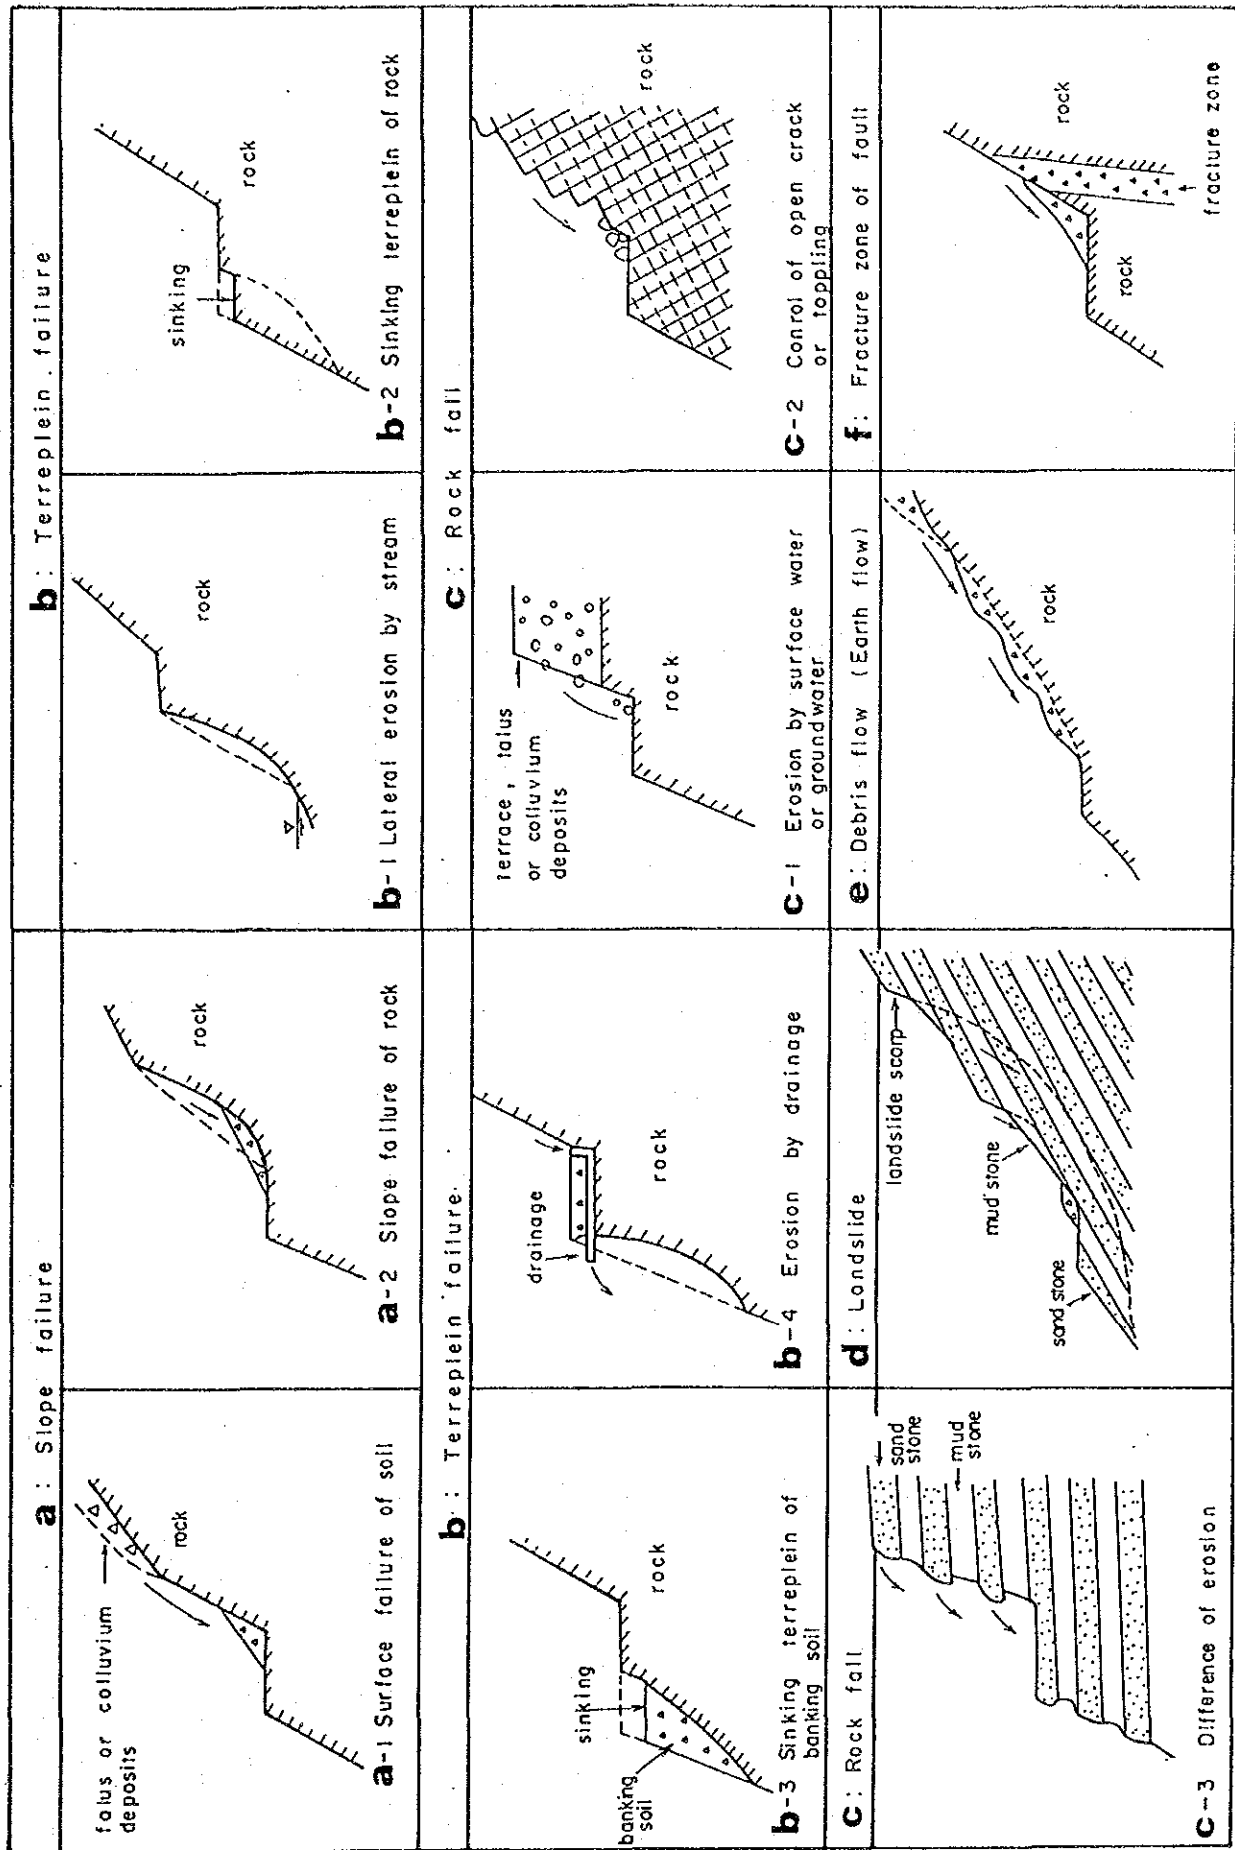 a : Slope failure
talus or colluvium
deposits
rock
a-1 Surface failure of soil
rock
a-2 Slope failure of rock
b : Terreplein failure
rock
b-1 Lateral erosion by stream
sinking
rock
b-2 Sinking terreplein of rock
b : Terreplein failure
sinking
banking
soil
rock
b-3 Sinking terreplein of
banking soil
drainage
rock
b-4 Erosion by drainage
c : Rock fall
Terrace, talus
or colluvium
deposits
rock
c-1 Erosion by surface water
or groundwater
rock
c-2 Control of open crack
or toppling
c : Rock fall
sand
stone
mud
stone
c-3 Difference of erosion
d : Landslide
landslide scarp
mud stone
sand stone
e : Debris flow (Earth flow)
rock
f : Fracture zone of fault
rock
rock
fracture zone